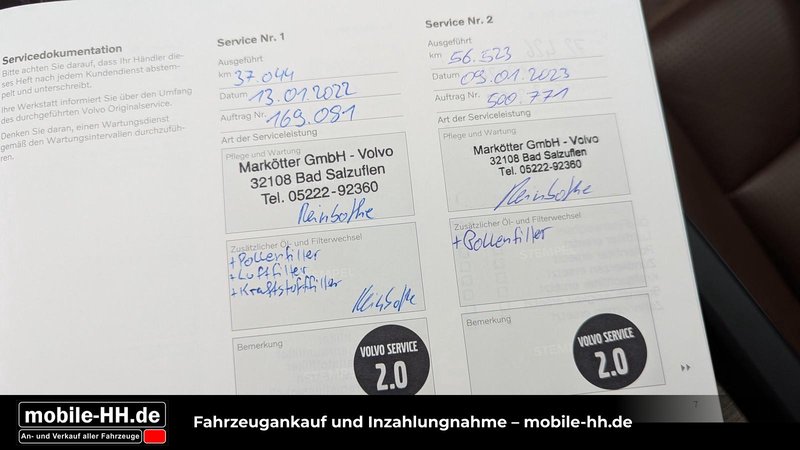 Servicedokumentation
Bitte achten Sie darauf, dass Ihr Händler die-
ses Heft nach jedem Kundendienst abstem-
pelt und unterschreibt.
Ihre Werkstatt informiert Sie über den Umfang
des durchgeführten Volvo Originalservice.
Denken Sie daran, einen Wartungsdienst
gemäß den Wartungsintervallen durchzufüh-
ren.
Service Nr. 1
Ausgeführt
km 37.044
Datum 13.01.2022
Auftrag Nr. 169.081
Art der Serviceleistung
Pflege und Wartung
Markötter GmbH - Volvo
32108 Bad Salzuflen
Tel. 05222-92360
Reinbothe
Zusätzlicher Öl- und Filterwechsel
+Pollenfilter
+Luftfilter
+Kraftstofffilter
Reinbothe
Bemerkung
VOLVO SERVICE
2.0
Service Nr. 2
Ausgeführt
km 56.523
Datum 09.01.2023
Auftrag Nr. 500.771
Art der Serviceleistung
Pflege und Wartung
Markötter GmbH - Volvo
32108 Bad Salzuflen
Tel. 05222-92360
Reinbothe
Zusätzlicher Öl- und Filterwechsel
+Pollenfilter
Bemerkung
VOLVO SERVICE
2.0
7
mobile-HH.de
An- und Verkauf aller Fahrzeuge
Fahrzeugankauf und Inzahlungnahme – mobile-hh.de